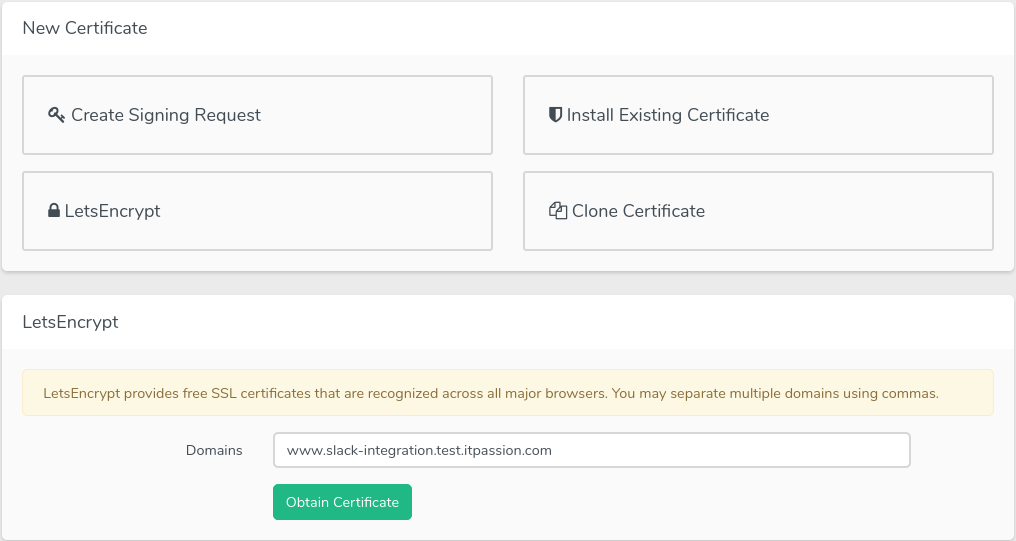 New Certificate
Create Signing Request
Install Existing Certificate
LetsEncrypt
Clone Certificate
LetsEncrypt
LetsEncrypt provides free SSL certificates that are recognized across all major browsers. You may separate multiple domains using commas.
Domains
www.slack-integration.test.itpassion.com
Obtain Certificate